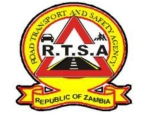 ROAD TRANSPORT AND SAFETY AGENCY
R.T.S.A
REPUBLIC OF ZAMBIA